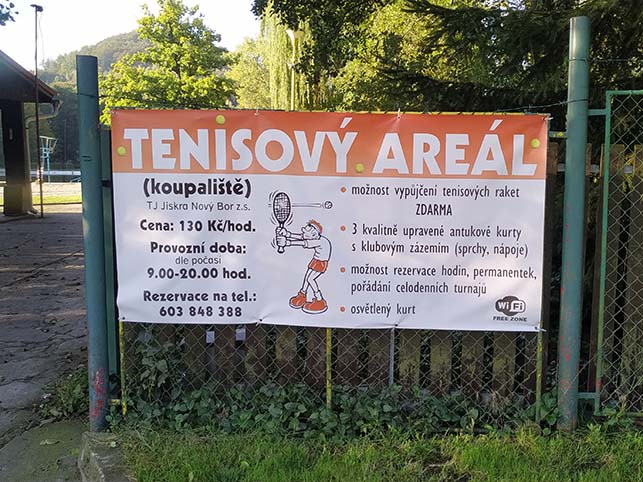 TENISOVÝ AREÁL
(koupaliště)
TJ Jiskra Nový Bor z.s.
Cena: 130 Kč/hod.
Provozní doba:
dle počasí
9.00-20.00 hod.
Rezervace na tel.:
603 848 388
• možnost vypůjčení tenisových raket
ZDARMA
• 3 kvalitně upravené antukové kurty
s klubovým zázemím (sprchy, nápoje)
• možnost rezervace hodin, permanentek,
pořádání celodenních turnajů
• osvětlený kurt
Wi Fi
FREE ZONE